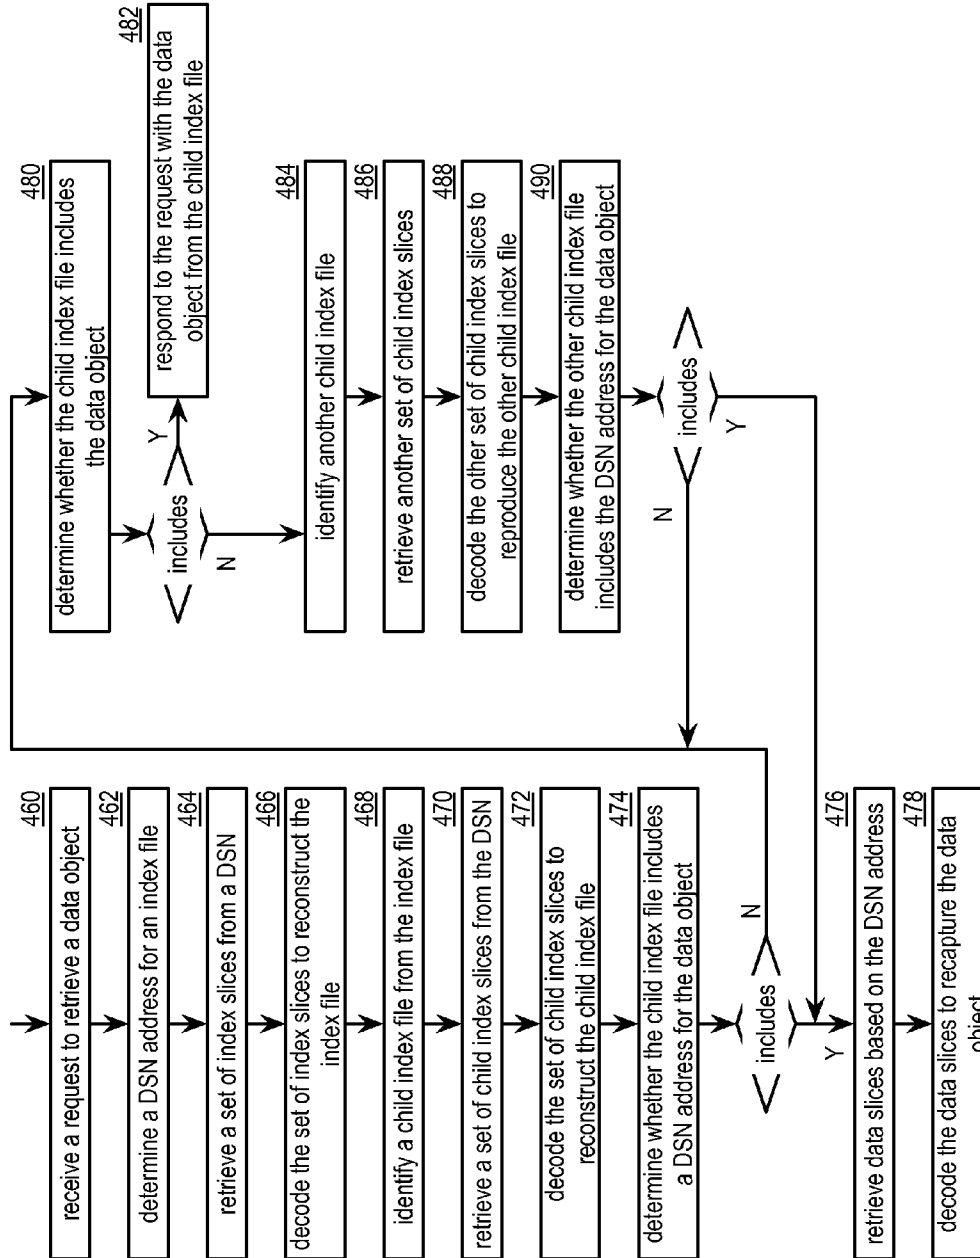 460
receive a request to retrieve a data object
462
determine a DSN address for an index file
464
retrieve a set of index slices from a DSN
466
decode the set of index slices to reconstruct the
index file
468
identify a child index file from the index file
470
retrieve a set of child index slices from the DSN
472
decode the set of child index slices to
reconstruct the child index file
474
determine whether the child index file includes
a DSN address for the data object
includes
N
Y
476
retrieve data slices based on the DSN address
478
decode the data slices to recapture the data
object
480
determine whether the child index file includes
the data object
includes
Y
N
482
respond to the request with the data
object from the child index file
484
identify another child index file
486
retrieve another set of child index slices
488
decode the other set of child index slices to
reproduce the other child index file
490
determine whether the other child index file
includes the DSN address for the data object
includes
N
Y